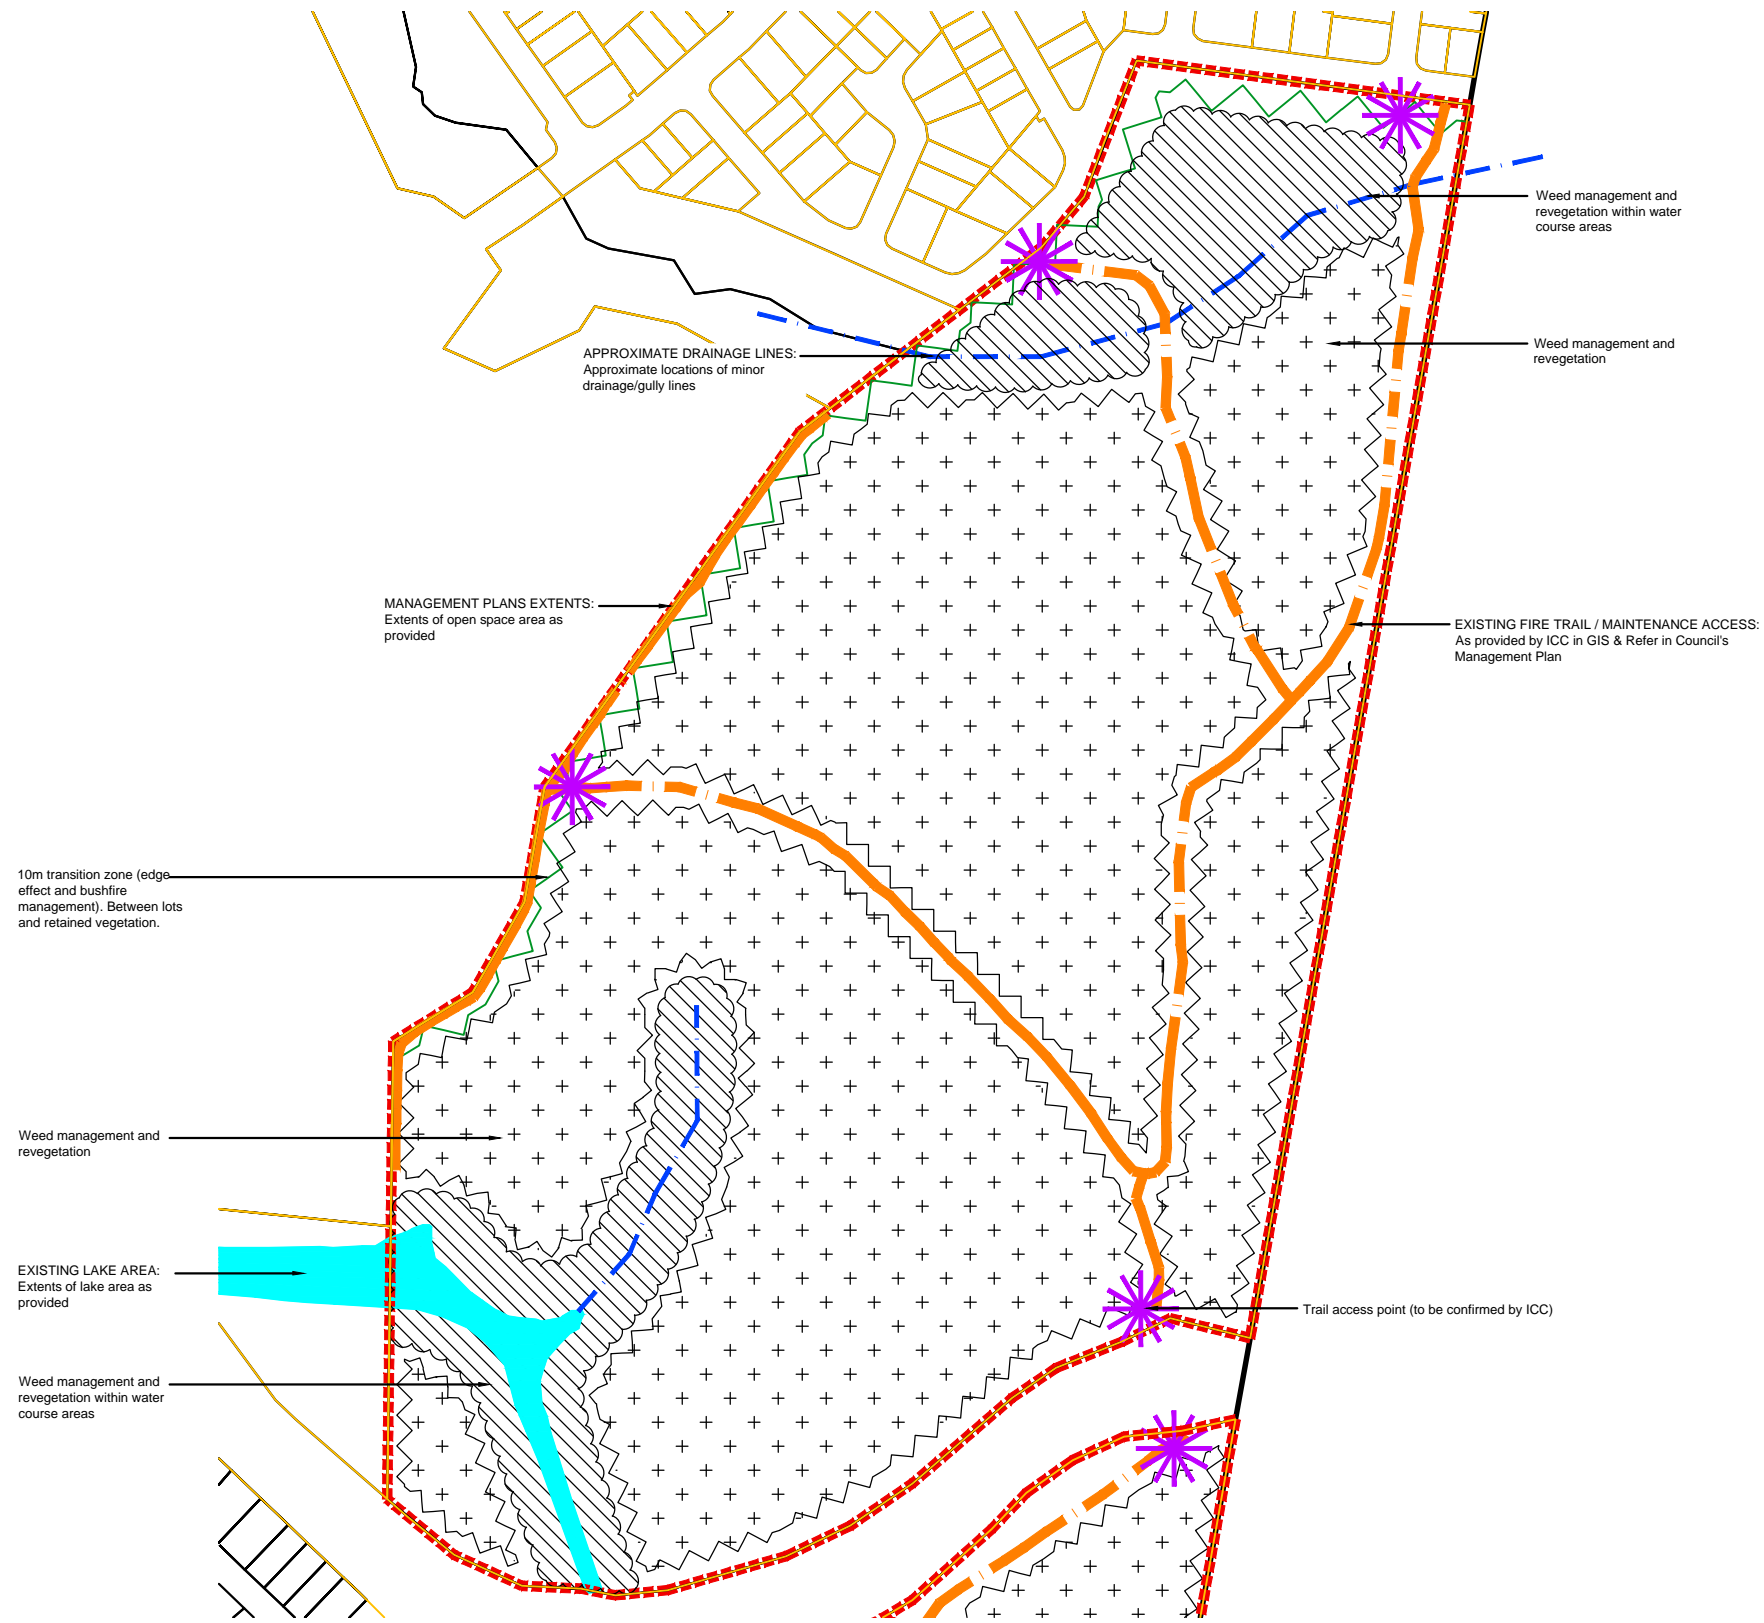 Weed management and
revegetation within water
course areas
APPROXIMATE DRAINAGE LINES:
Approximate locations of minor
drainage/gully lines
Weed management and
revegetation
MANAGEMENT PLANS EXTENTS:
Extents of open space area as
provided
EXISTING FIRE TRAIL / MAINTENANCE ACCESS:
As provided by ICC in GIS & Refer in Council's
Management Plan
10m transition zone (edge
effect and bushfire
management). Between lots
and retained vegetation.
Weed management and
revegetation
EXISTING LAKE AREA:
Extents of lake area as
provided
Trail access point (to be confirmed by ICC)
Weed management and
revegetation within water
course areas